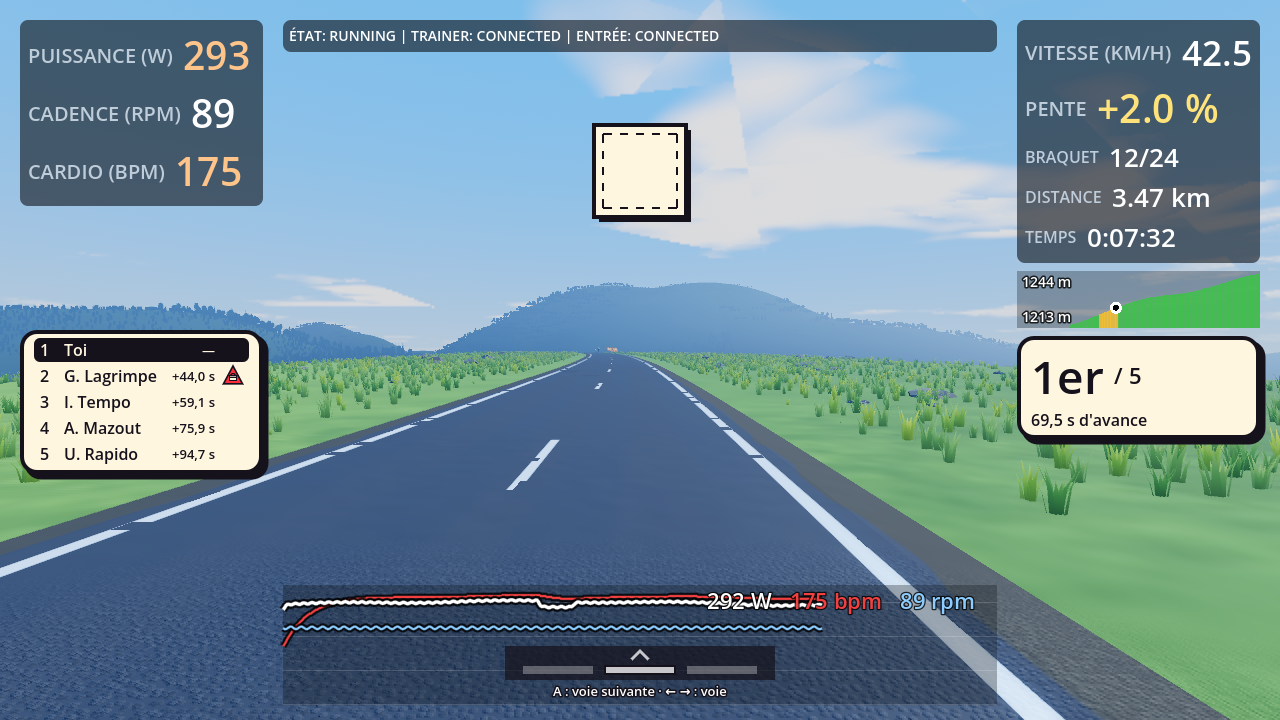 PUISSANCE (W) 293
CADENCE (RPM) 89
CARDIO (BPM) 175
ÉTAT: RUNNING | TRAINER: CONNECTED | ENTRÉE: CONNECTED
VITESSE (KM/H) 42.5
PENTE +2.0 %
BRAQUET 12/24
DISTANCE 3.47 km
TEMPS 0:07:32
1244 m
1213 m
1 Toi —
2 G. Lagrimpe +44,0 s
3 I. Tempo +59,1 s
4 A. Mazout +75,9 s
5 U. Rapido +94,7 s
1er / 5
69,5 s d'avance
292 W 175 bpm 89 rpm
A : voie suivante · ← → : voie